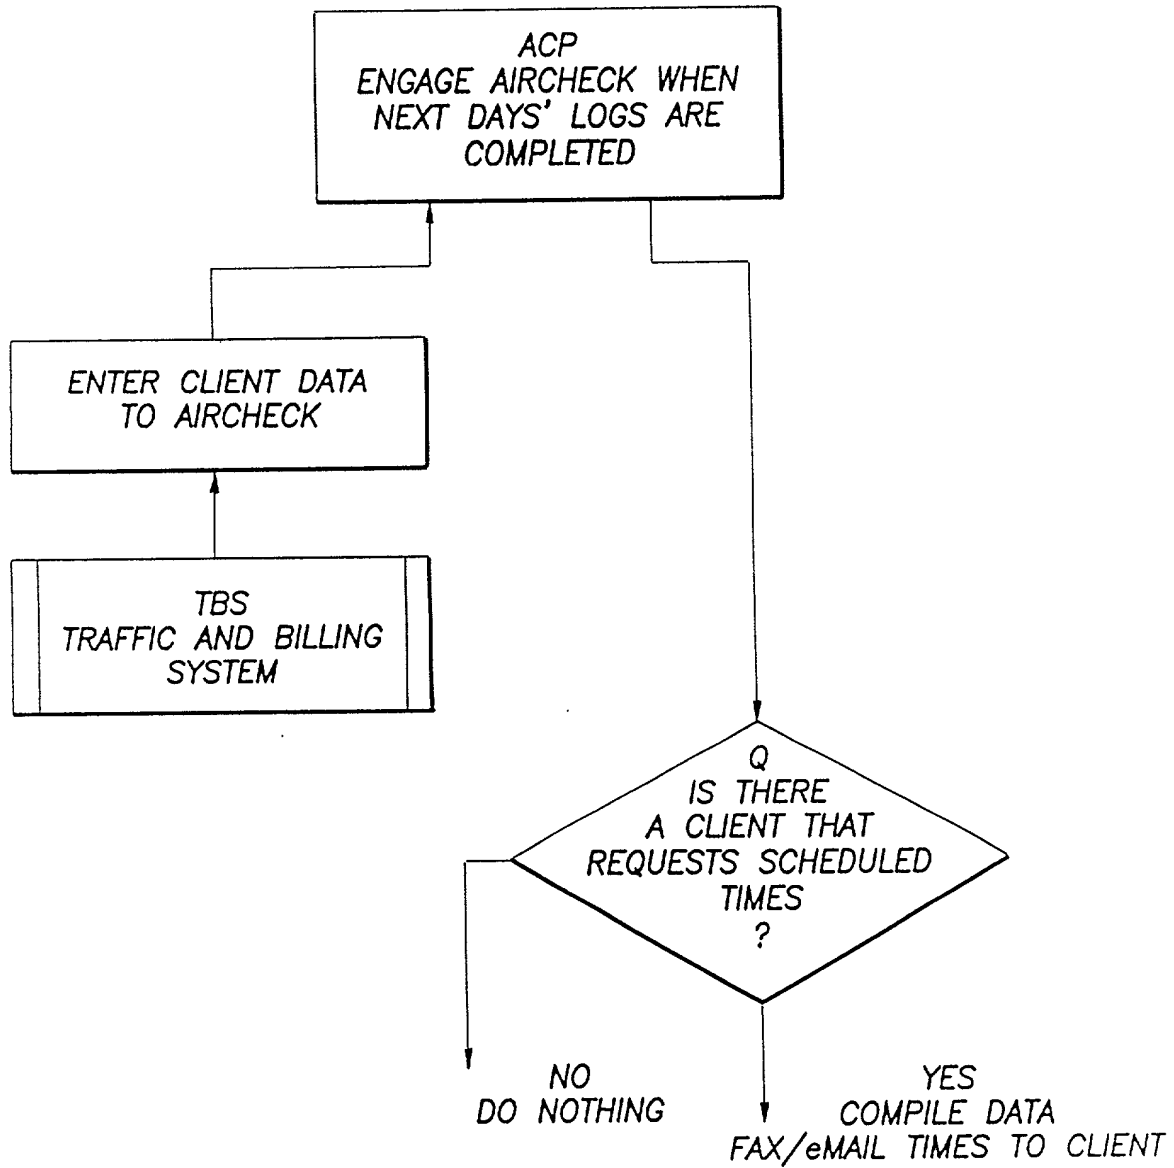 ACP
ENGAGE AIRCHECK WHEN
NEXT DAYS' LOGS ARE
COMPLETED
ENTER CLIENT DATA
TO AIRCHECK
TBS
TRAFFIC AND BILLING
SYSTEM
Q
IS THERE
A CLIENT THAT
REQUESTS SCHEDULED
TIMES
?
NO
DO NOTHING
YES
COMPILE DATA
FAX/eMAIL TIMES TO CLIENT